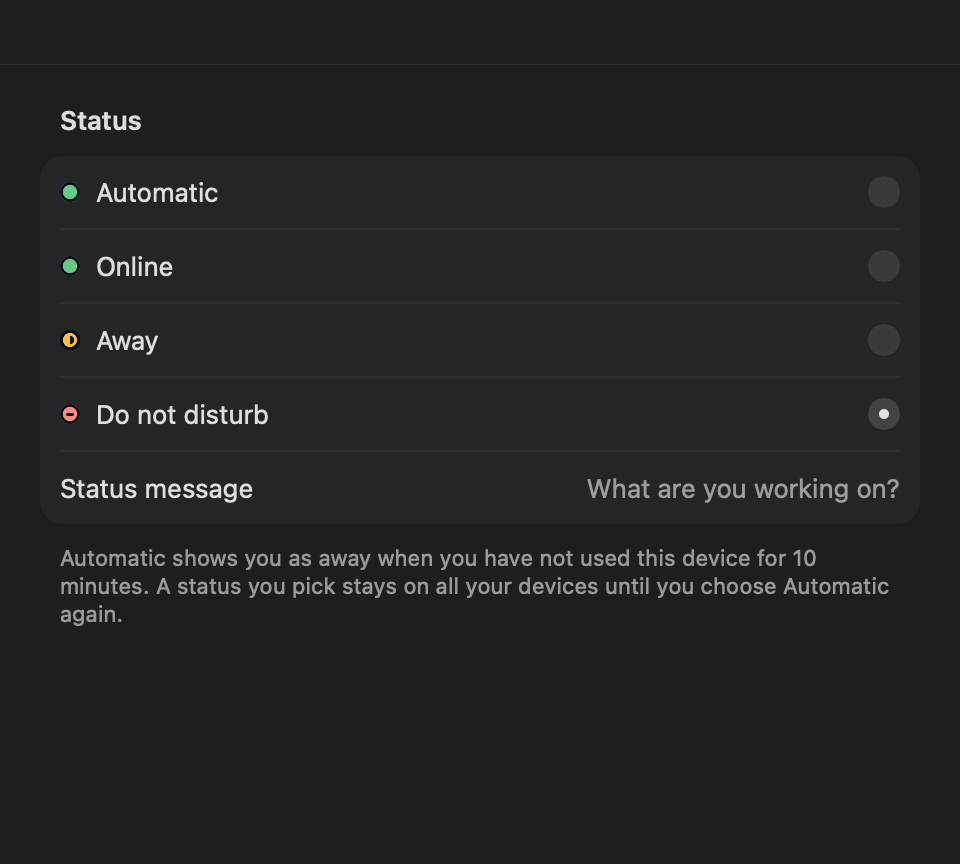 Status
Automatic
Online
Away
Do not disturb
Status message What are you working on?
Automatic shows you as away when you have not used this device for 10
minutes. A status you pick stays on all your devices until you choose Automatic
again.